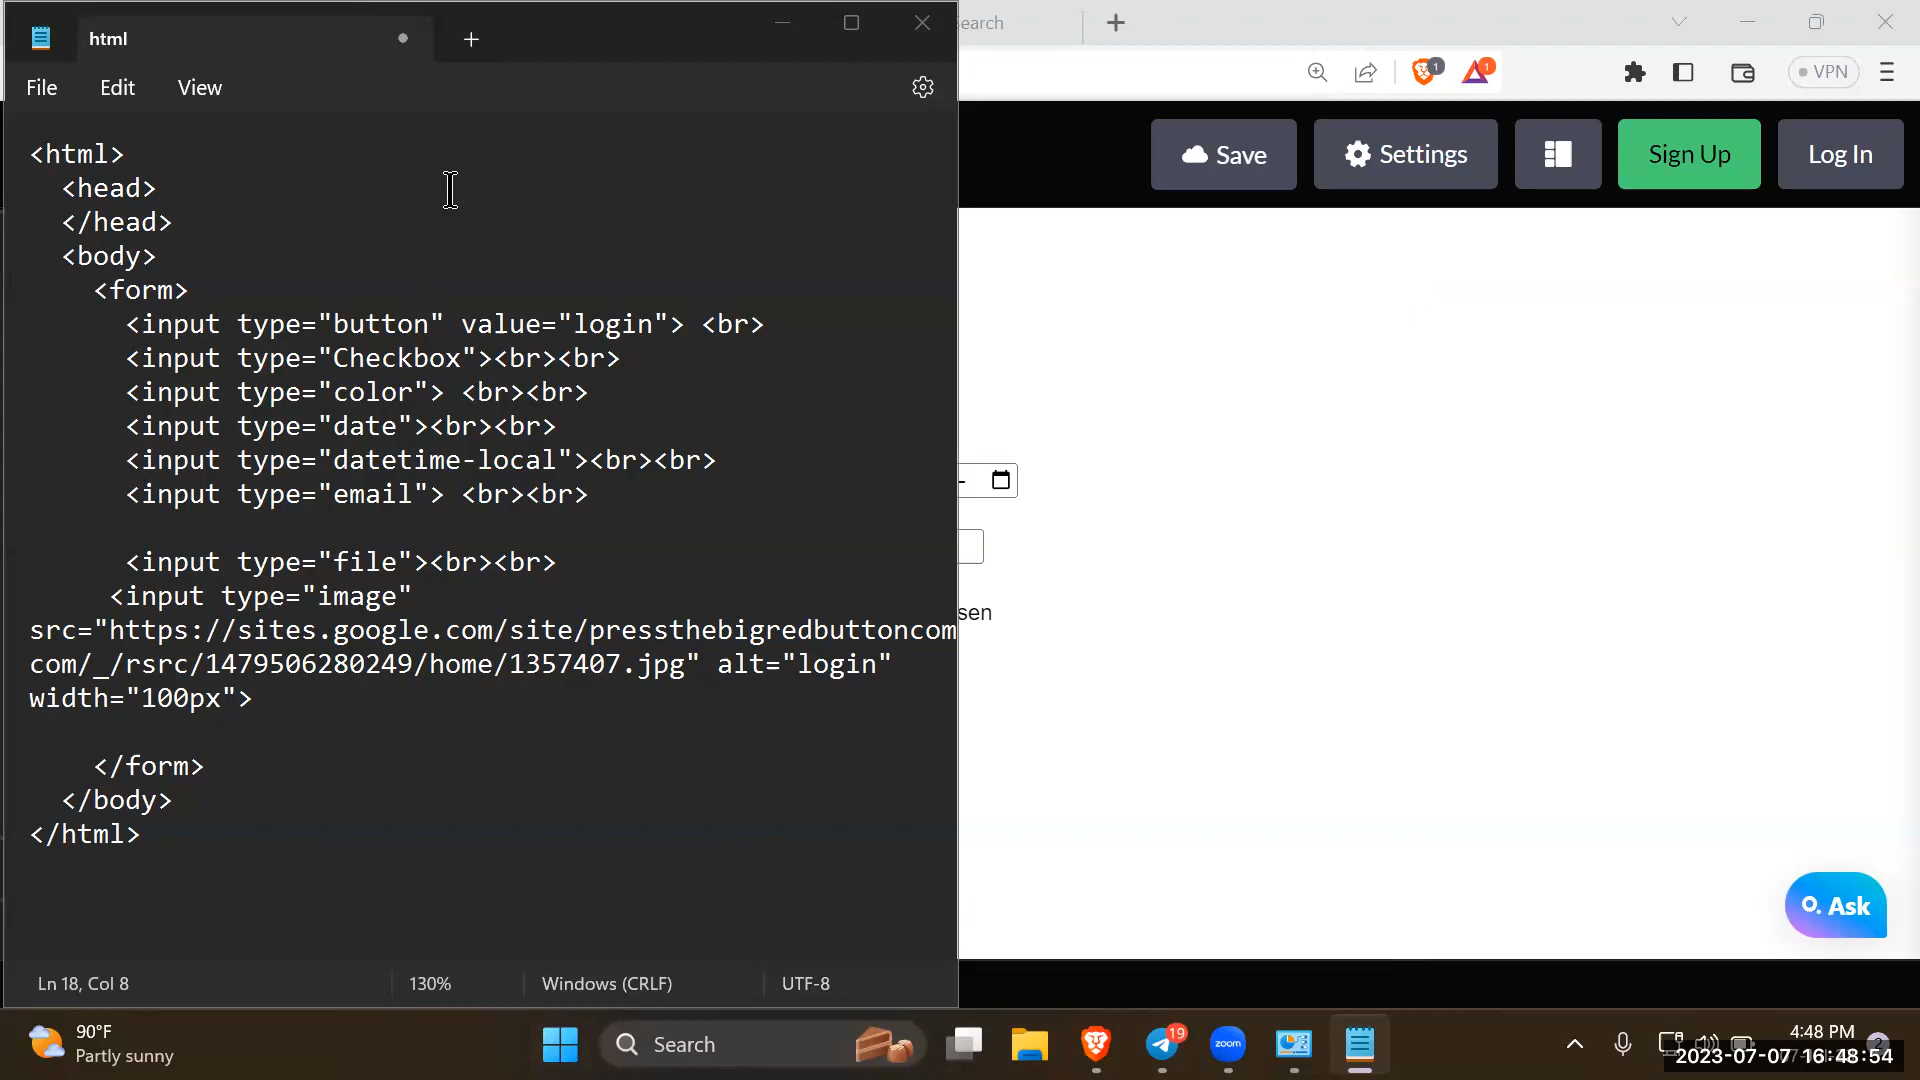 html
earch
File Edit View
1
1
VPN
Save
Settings
Sign Up
Log In
<html>
<head>
</head>
<body>
<form>
<input type="button" value="login"> <br>
<input type="Checkbox"><br><br>
<input type="color"> <br><br>
<input type="date"><br><br>
<input type="datetime-local"><br><br>
<input type="email"> <br><br>
<input type="file"><br><br>
<input type="image"
src="https://sites.google.com/site/pressthebigredbuttoncom
com/_/rsrc/1479506280249/home/1357407.jpg" alt="login"
width="100px">
</form>
</body>
</html>
sen
Ask
Ln 18, Col 8
130%
Windows (CRLF)
UTF-8
90°F
Partly sunny
Search
19
zoom
4:48 PM
2
2023-07-07 16:48:54